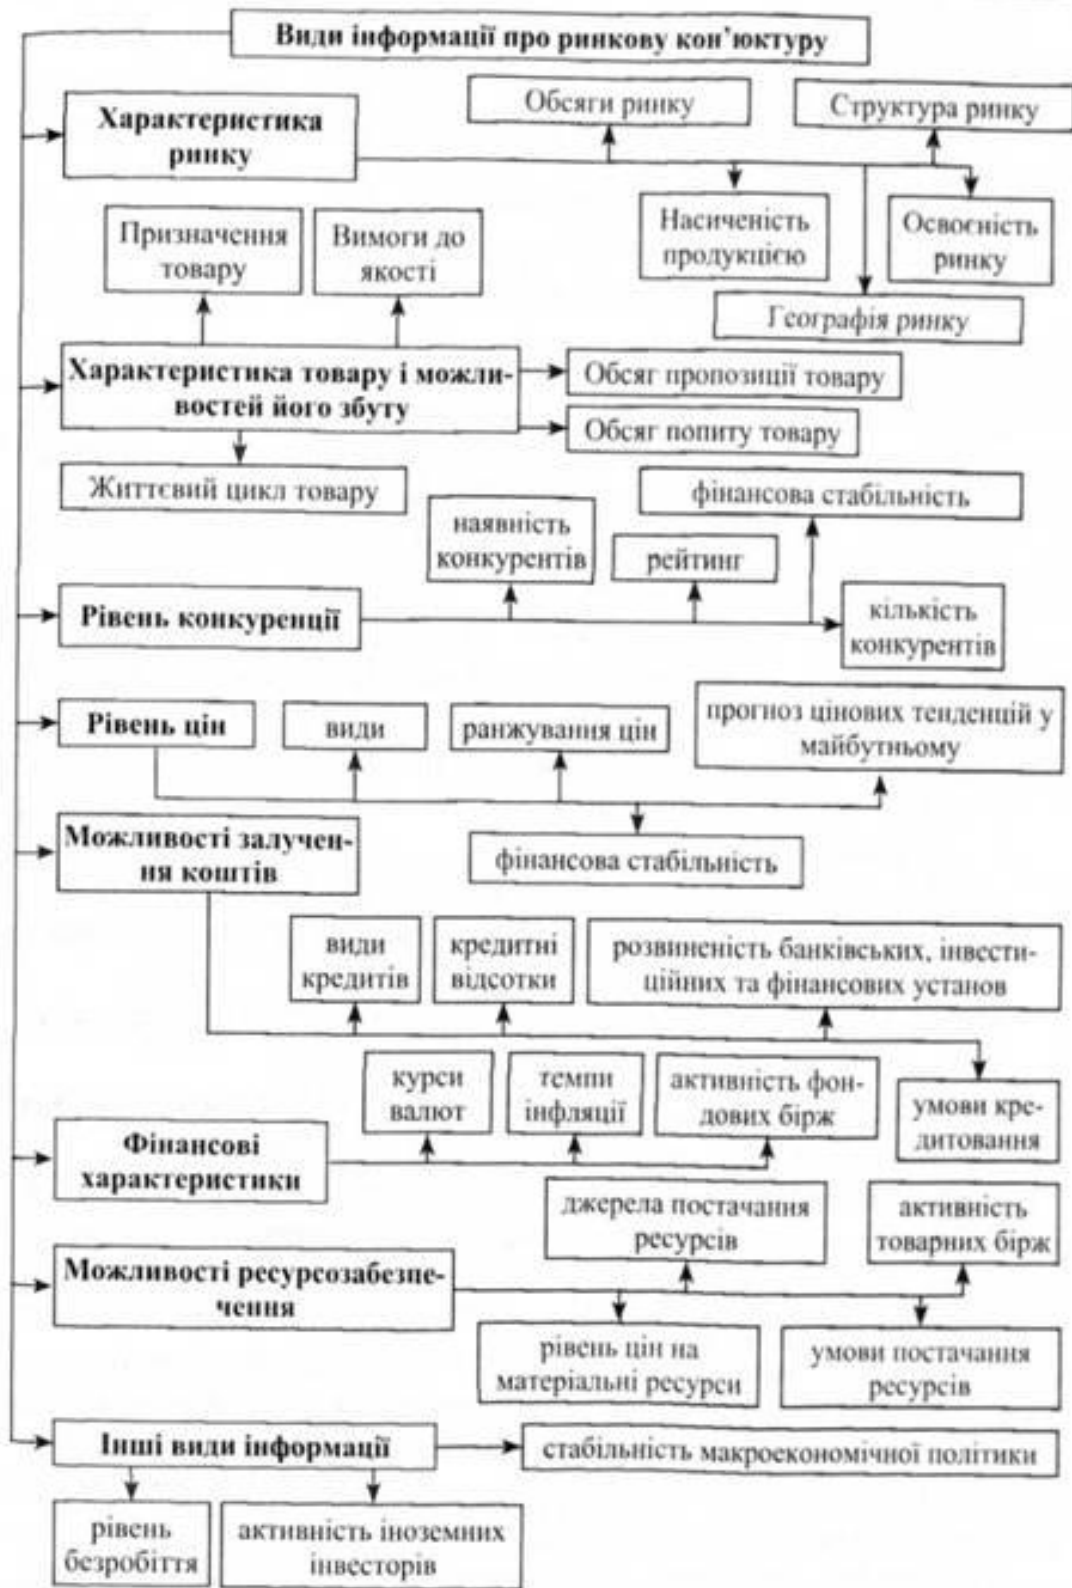 Види інформації про ринкову кон’юктуру
Обсяги ринку
Структура ринку
Характеристика
ринку
Насиченість
продукцією
Освоєність
ринку
Географія ринку
Призначення
товару
Вимоги до
якості
Характеристика товару і можли-
востей його збуту
Обсяг пропозиції товару
Обсяг попиту товару
Життєвий цикл товару
наявність
конкурентів
рейтинг
фінансова стабільність
Рівень конкуренції
кількість
конкурентів
Рівень цін
види
ранжування цін
прогноз цінових тенденцій у
майбутньому
фінансова стабільність
Можливості залучен-
ня коштів
види
кредитів
кредитні
відсотки
розвиненість банківських, інвести-
ційних та фінансових установ
умови кре-
дитовання
курси
валют
темпи
інфляції
активність фон-
дових бірж
Фінансові
характеристики
джерела постачання
ресурсів
активність
товарних бірж
Можливості ресурсозабезпе-
чення
рівень цін на
матеріальні ресурси
умови постачання
ресурсів
Інші види інформації
стабільність макроекономічної політики
рівень
безробіття
активність іноземних
інвесторів